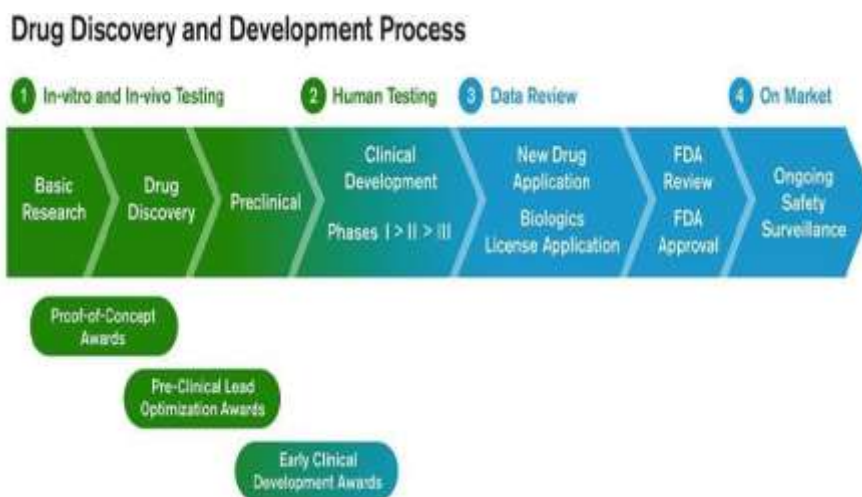 Drug Discovery and Development Process
1 In-vitro and In-vivo Testing
2 Human Testing
3 Data Review
4 On Market
Basic
Research
Drug
Discovery
Preclinical
Clinical
Development
Phases I > II > III
New Drug
Application
Biologics
License Application
FDA
Review
FDA
Approval
Ongoing
Safety
Surveillance
Proof-of-Concept
Awards
Pre-Clinical Lead
Optimization Awards
Early Clinical
Development Awards